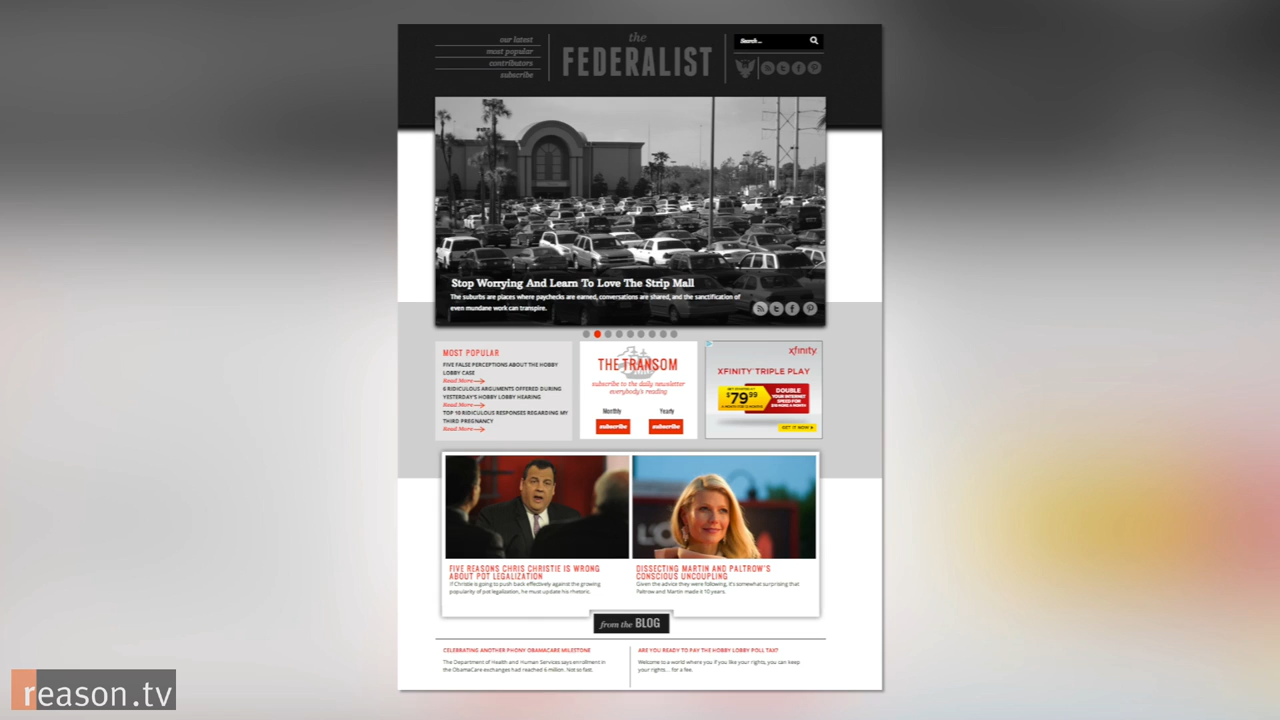 our latest
most popular
contributors
subscribe
the
FEDERALIST
Search ...
Stop Worrying And Learn To Love The Strip Mall
The suburbs are places where paychecks are earned, conversations are shared, and the sanctification of
even mundane work can transpire.
MOST POPULAR
FIVE FALSE PERCEPTIONS ABOUT THE HOBBY
LOBBY CASE
Read More
6 RIDICULOUS ARGUMENTS OFFERED DURING
YESTERDAY'S HOBBY LOBBY HEARING
Read More
TOP 10 RIDICULOUS RESPONSES REGARDING MY
THIRD PREGNANCY
Read More
THE TRANSOM
subscribe to the daily newsletter
everybody's reading
Monthly
Yearly
subscribe
subscribe
xfinity
XFINITY TRIPLE PLAY
$79.99
DOUBLE
YOUR INTERNET
SPEED FOR
GET IT NOW
FIVE REASONS CHRIS CHRISTIE IS WRONG
ABOUT POT LEGALIZATION
If Christie is going to push back effectively against the growing
popularity of pot legalization, he must update his rhetoric.
DISSECTING MARTIN AND PALTROW'S
CONSCIOUS UNCOUPLING
Given the advice they were following, it's somewhat surprising that
Paltrow and Martin made it 10 years.
from the BLOG
CELEBRATING ANOTHER PHONY OBAMACARE MILESTONE
The Department of Health and Human Services says enrollment in
the ObamaCare exchanges had reached 6 million. Not so fast.
ARE YOU READY TO PAY THE HOBBY LOBBY POLL TAX?
Welcome to a world where you if you like your rights, you can keep
your rights... for a fee.
reason.tv